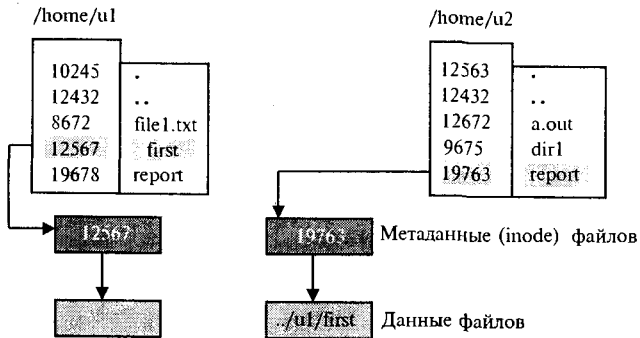 /home/u1
10245 .
12432 ..
8672 file1.txt
12567 first
19678 report
12567
/home/u2
12563 .
12432 ..
12672 a.out
9675 dir1
19763 report
19763 Метаданные (inode) файлов
../u1/first Данные файлов